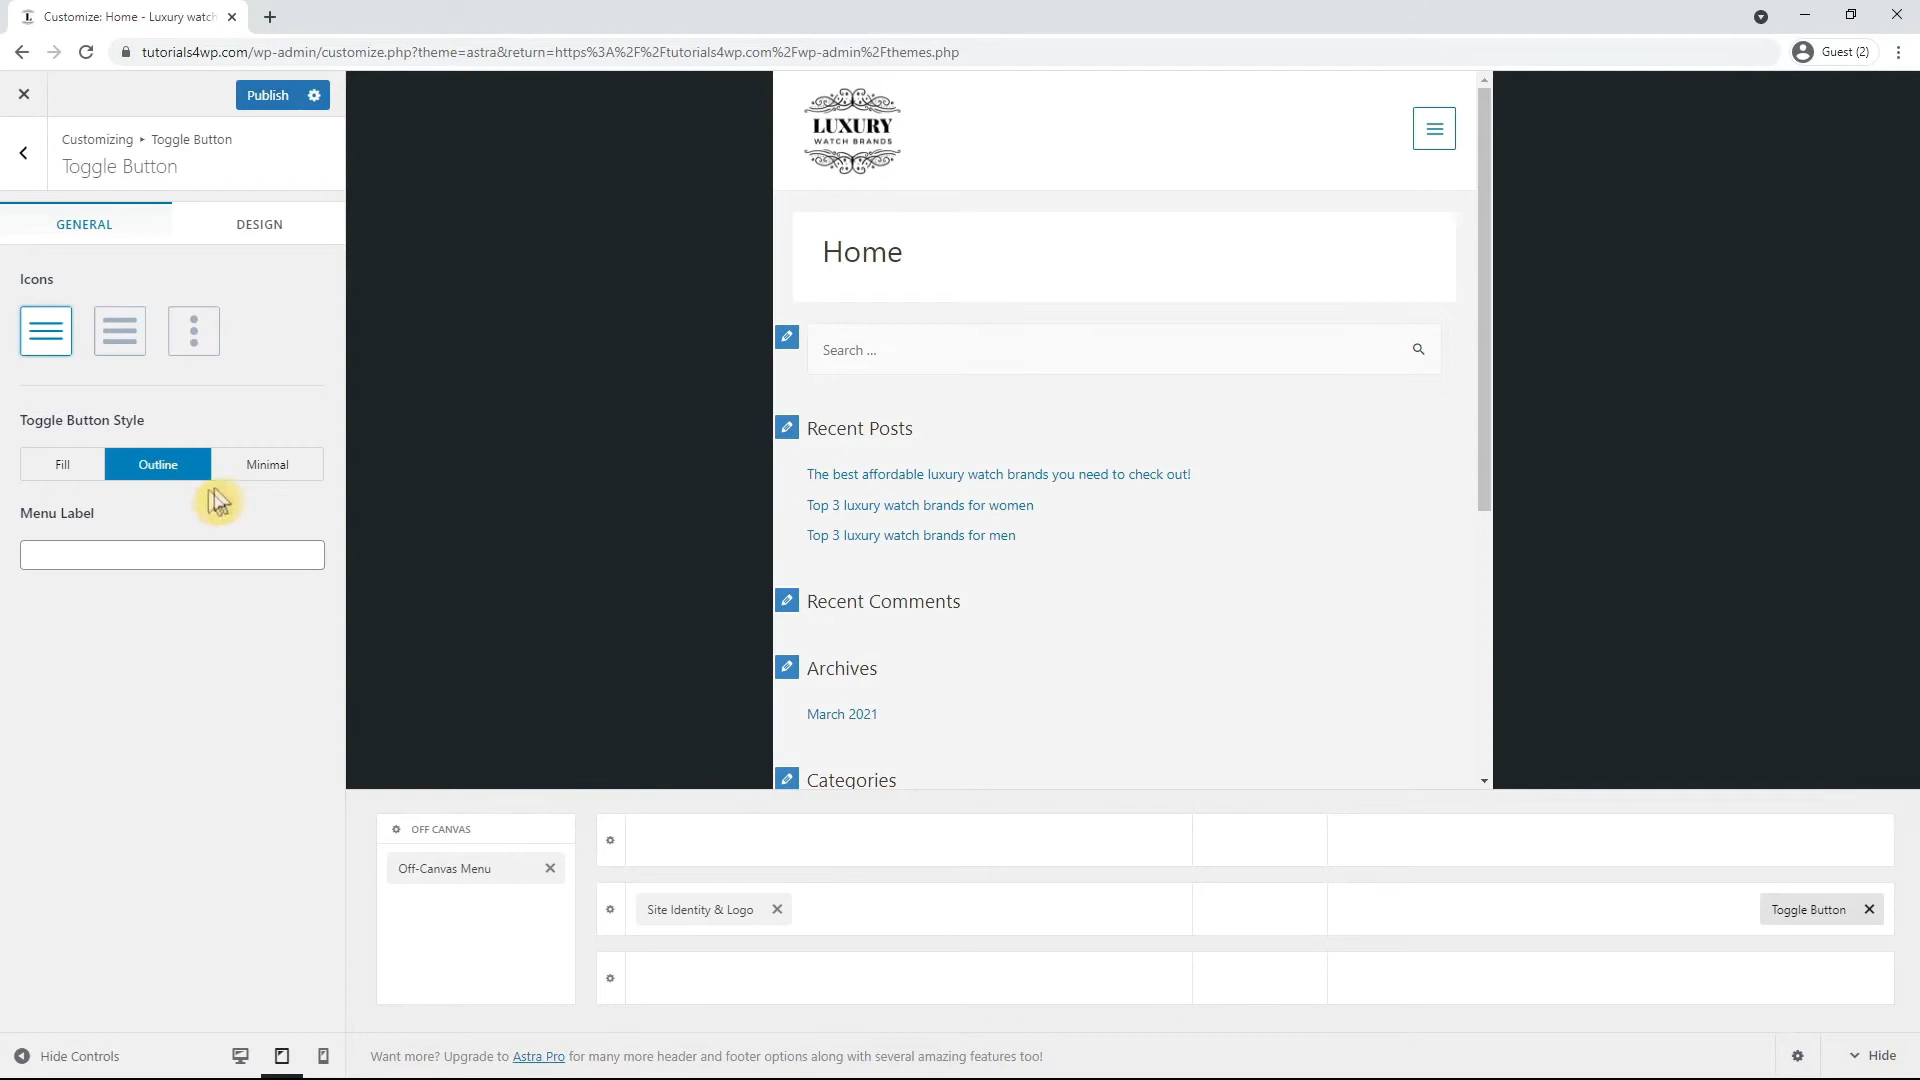 Customize: Home - Luxury watch
tutorials4wp.com/wp-admin/customize.php?theme=astra&return=https%3A%2F%2Ftutorials4wp.com%2Fwp-admin%2Fthemes.php
Guest (2)
Publish
Customizing ▸ Toggle Button
Toggle Button
GENERAL
DESIGN
Icons
Toggle Button Style
Fill
Outline
Minimal
Menu Label
LUXURY
WATCH BRANDS
Home
Search ...
Recent Posts
The best affordable luxury watch brands you need to check out!
Top 3 luxury watch brands for women
Top 3 luxury watch brands for men
Recent Comments
Archives
March 2021
Categories
OFF CANVAS
Off-Canvas Menu
Site Identity & Logo
Toggle Button
Hide Controls
Want more? Upgrade to Astra Pro for many more header and footer options along with several amazing features too!
Hide